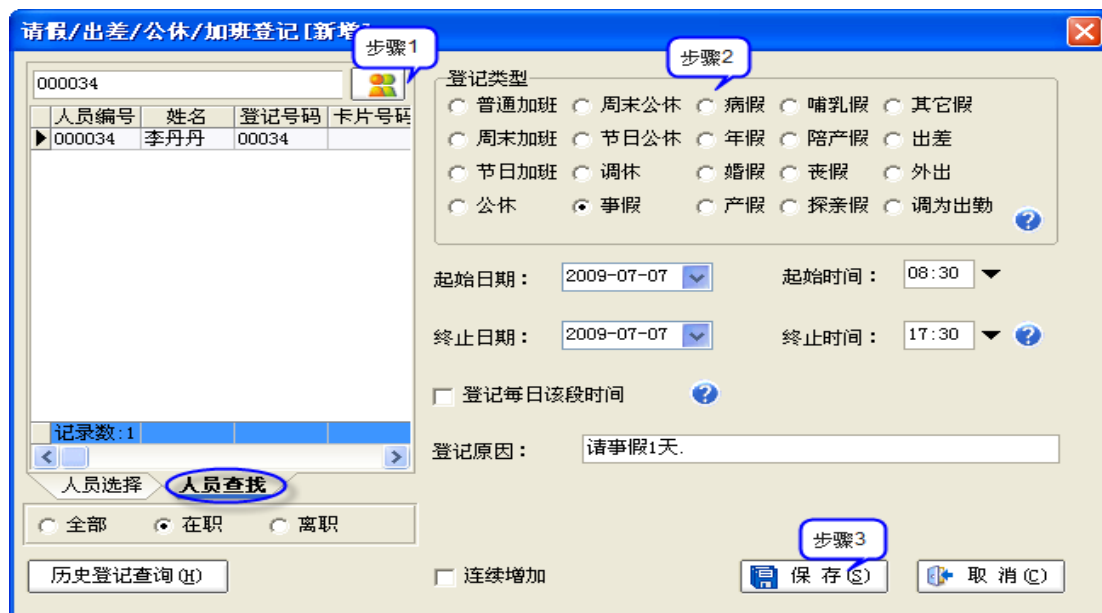 请假/出差/公休/加班登记[新增]
步骤1
步骤2
000034
人员编号 姓名 登记号码 卡片号码
000034 李丹丹 00034
记录数:1
人员选择 人员查找
全部 在职 离职
历史登记查询(H)
登记类型
普通加班 周末公休 病假 哺乳假 其它假
周末加班 节日公休 年假 陪产假 出差
节日加班 调休 婚假 丧假 外出
公休 事假 产假 探亲假 调为出勤
起始日期： 2009-07-07 起始时间： 08:30
终止日期： 2009-07-07 终止时间： 17:30
登记每日该段时间
登记原因： 请事假1天.
步骤3
连续增加 保存(S) 取消(C)